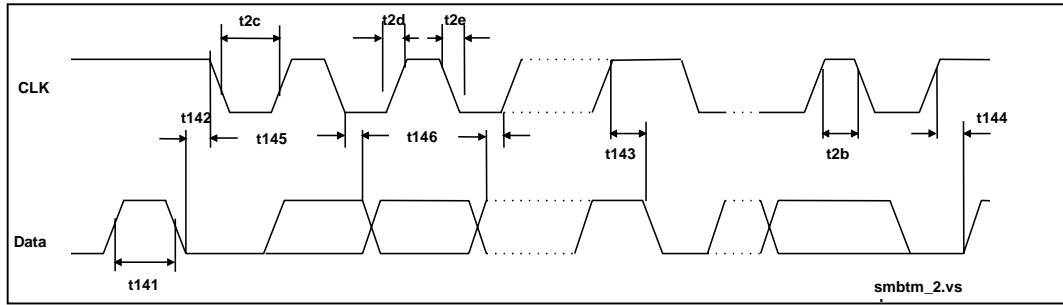 t2c
t2d
t2e
CLK
t142
t145
t146
t143
t2b
t144
Data
t141
smbtm_2.vs